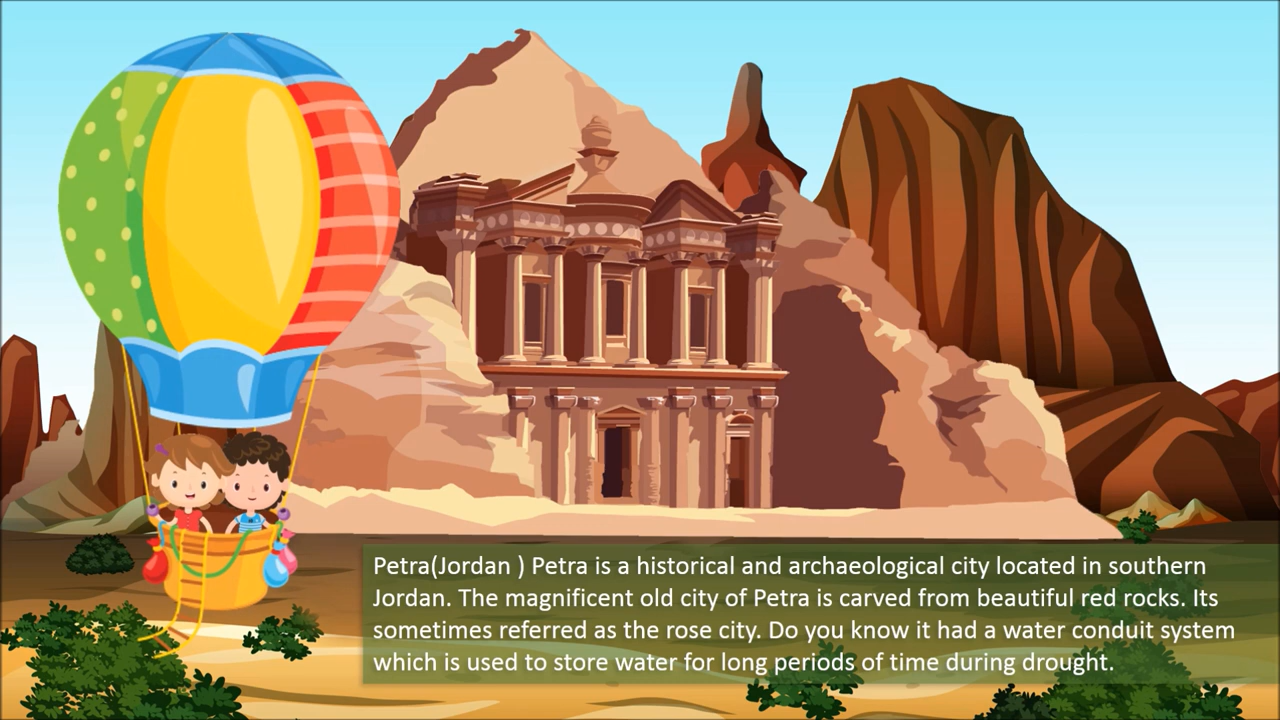 Petra(Jordan ) Petra is a historical and archaeological city located in southern
Jordan. The magnificent old city of Petra is carved from beautiful red rocks. Its
sometimes referred as the rose city. Do you know it had a water conduit system
which is used to store water for long periods of time during drought.